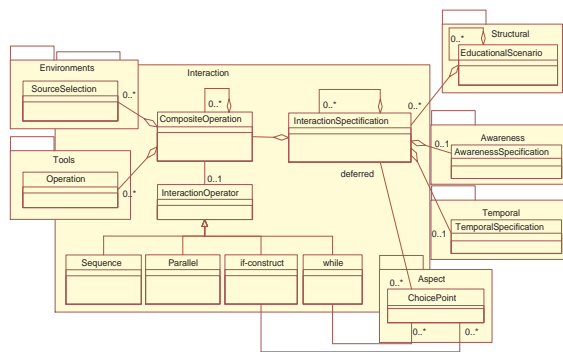 Structural
0..*
EducationalScenario
Environments
SourceSelection
0..*
Interaction
0..*
CompositeOperation
0..*
InteractionSpecification
0..*
Awareness
0..1
AwarenessSpecification
Tools
Operation
0..*
0..1
InteractionOperator
deferred
Temporal
0..1
TemporalSpecification
Sequence
Parallel
if-construct
while
Aspect
0..*
ChoicePoint
0..*
0..*